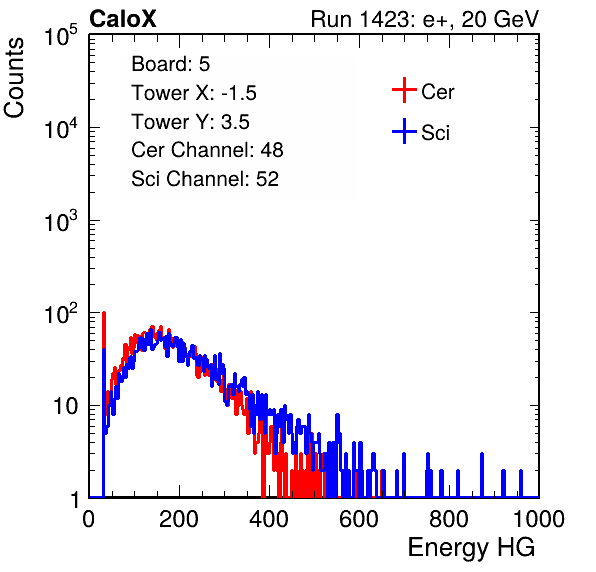 CaloX Run 1423: e+, 20 GeV
Counts
Board: 5
Tower X: -1.5
Tower Y: 3.5
Cer Channel: 48
Sci Channel: 52
Cer
Sci
10^5
10^4
10^3
10^2
10
1
0 200 400 600 800 1000
Energy HG